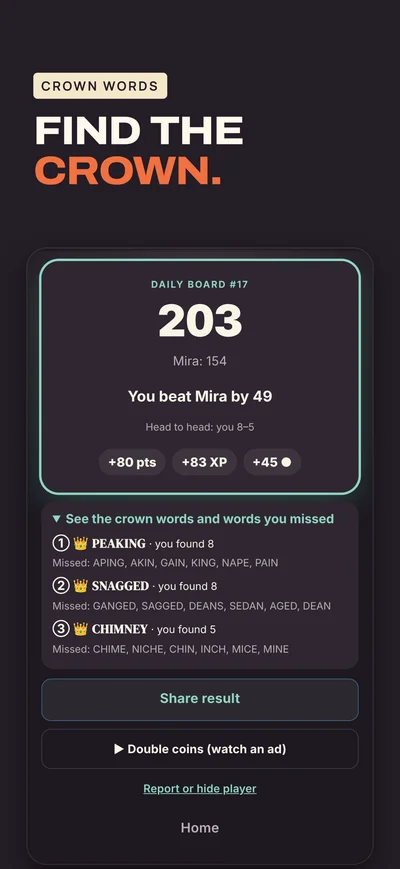 CROWN WORDS
FIND THE
CROWN.
DAILY BOARD #17
203
Mira: 154
You beat Mira by 49
Head to head: you 8–5
+80 pts +83 XP +45
▼ See the crown words and words you missed
① 👑 PEAKING · you found 8
Missed: APING, AKIN, GAIN, KING, NAPE, PAIN
② 👑 SNAGGED · you found 8
Missed: GANGED, SAGGED, DEANS, SEDAN, AGED, DEAN
③ 👑 CHIMNEY · you found 5
Missed: CHIME, NICHE, CHIN, INCH, MICE, MINE
Share result
▶ Double coins (watch an ad)
Report or hide player
Home